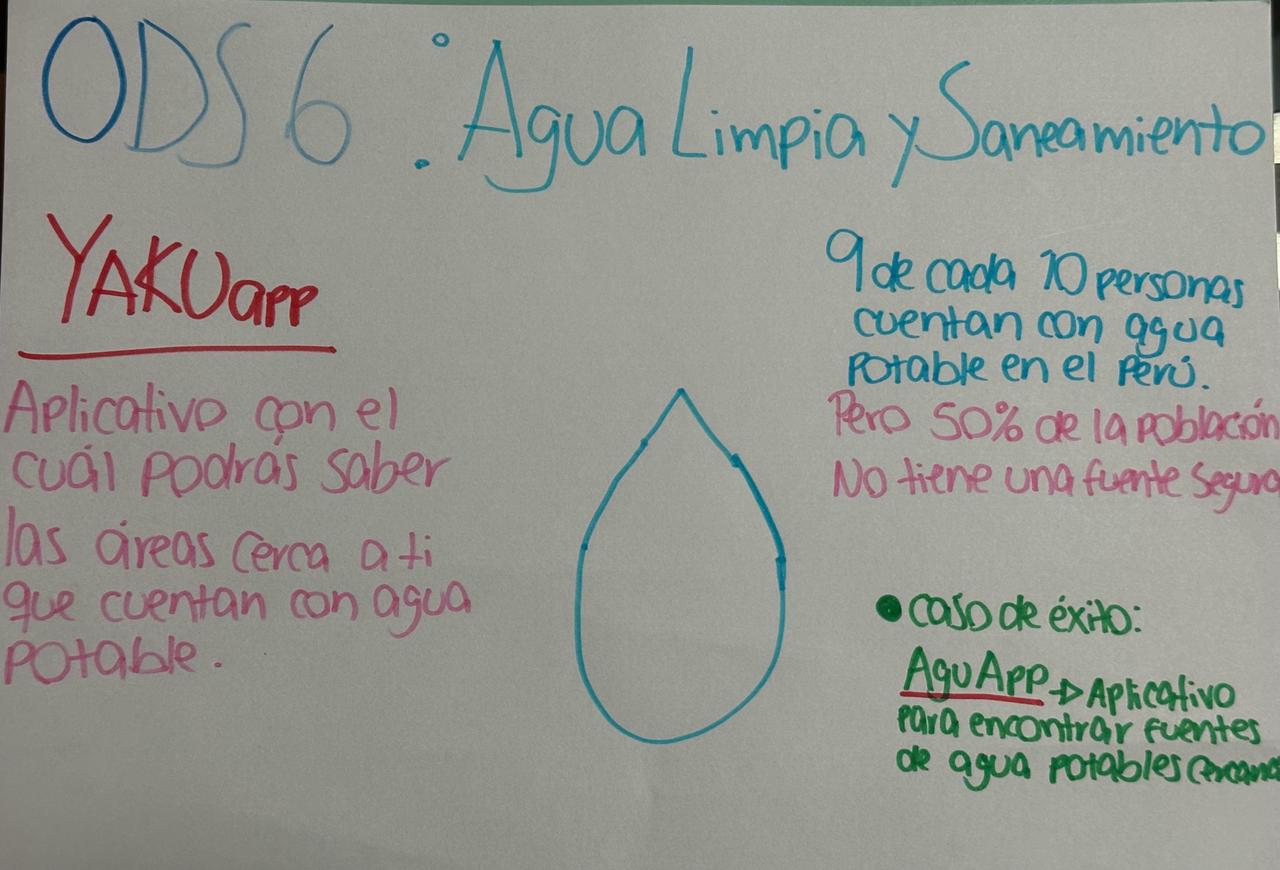 ODS 6 : Agua Limpia y Saneamiento
YAKUapp
Aplicativo con el
cuál podrás saber
las áreas cerca a ti
que cuentan con agua
potable.
9 de cada 10 personas
cuentan con agua
potable en el Perú.
Pero 50% de la población
No tiene una fuente segura
• caso de éxito:
AguApp → Aplicativo
para encontrar fuentes
de agua potables cercanas